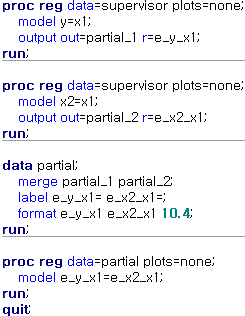 proc reg data=supervisor plots=none;
model y=x1;
output out=partial_1 r=e_y_x1;
run;
proc reg data=supervisor plots=none;
model x2=x1;
output out=partial_2 r=e_x2_x1;
run;
data partial;
merge partial_1 partial_2;
label e_y_x1= e_x2_x1=;
format e_y_x1 e_x2_x1 10.4;
run;
proc reg data=partial plots=none;
model e_y_x1=e_x2_x1;
run;
quit;